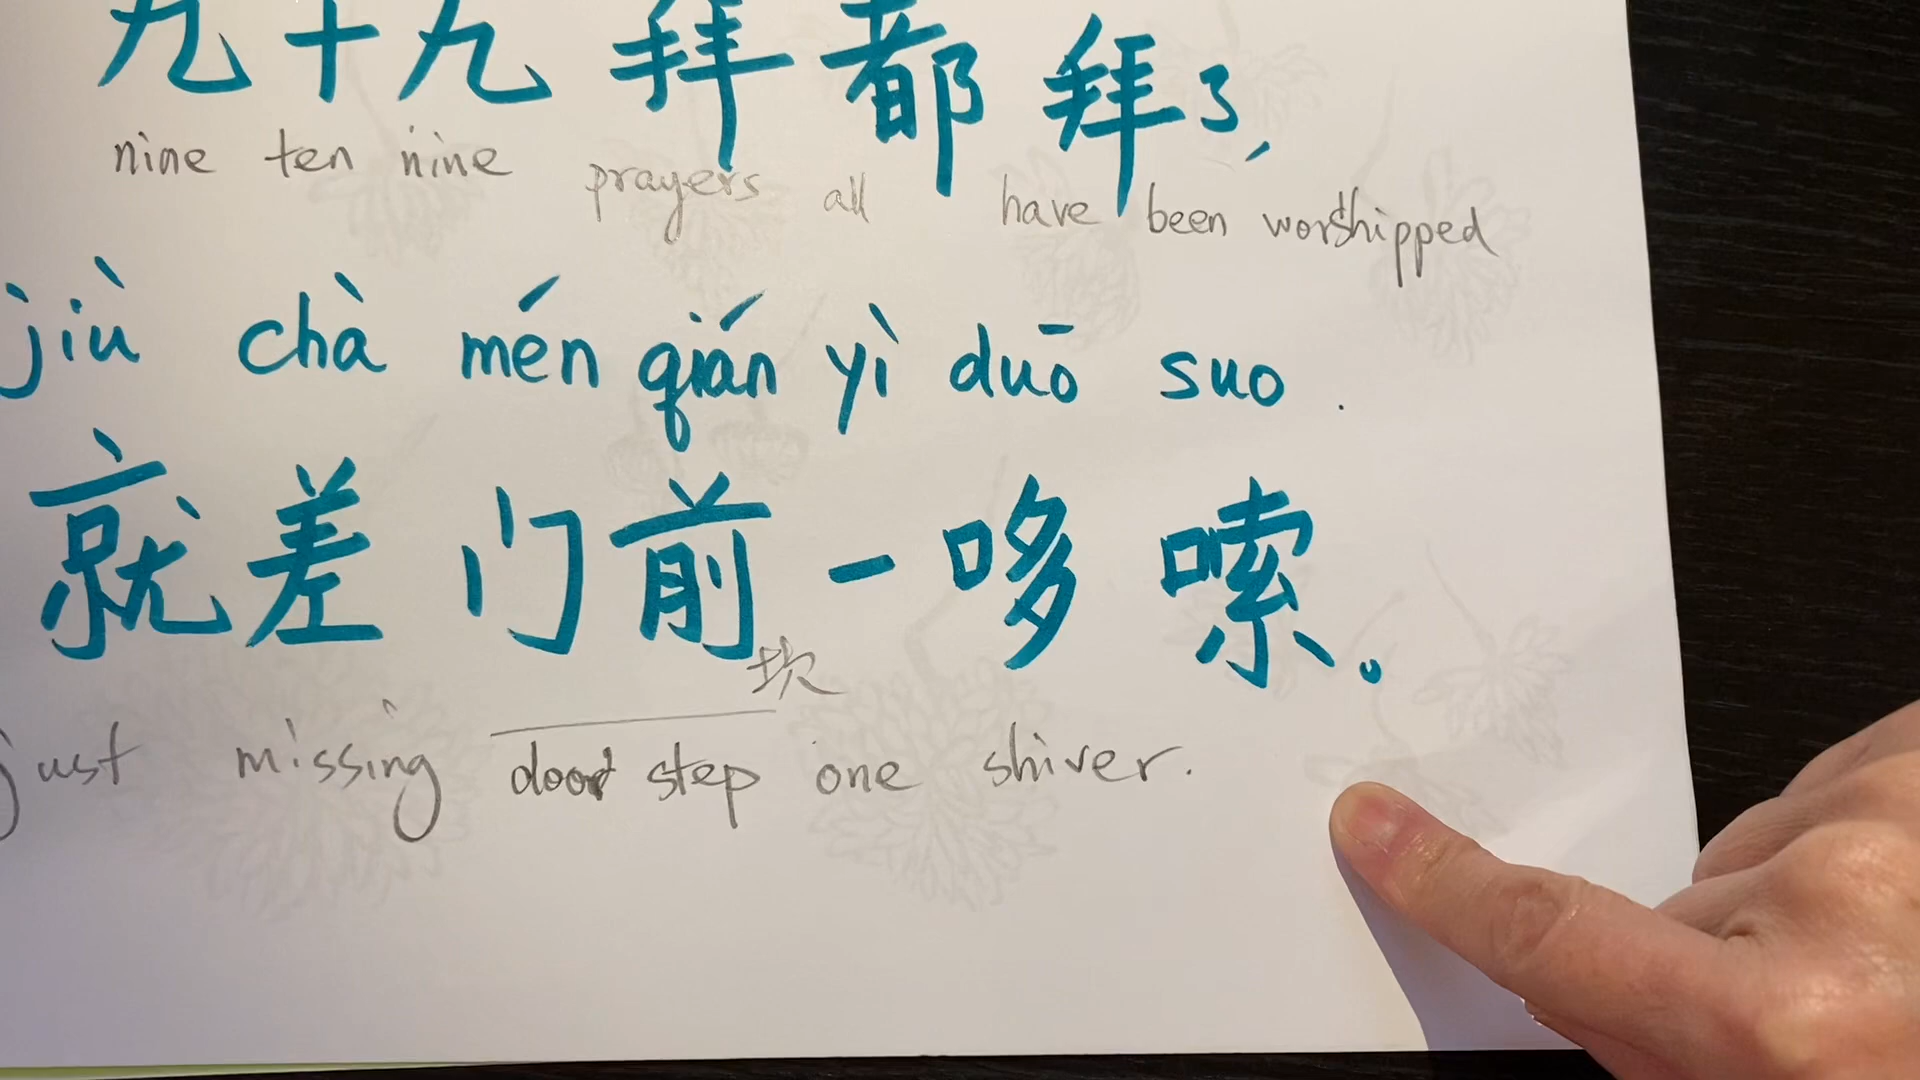 九十九拜都拜了，
nine ten nine prayers all have been worshipped
jiù chà mén qián yì duō suo.
就差门前一哆嗦。
坎
just missing door step one shiver.